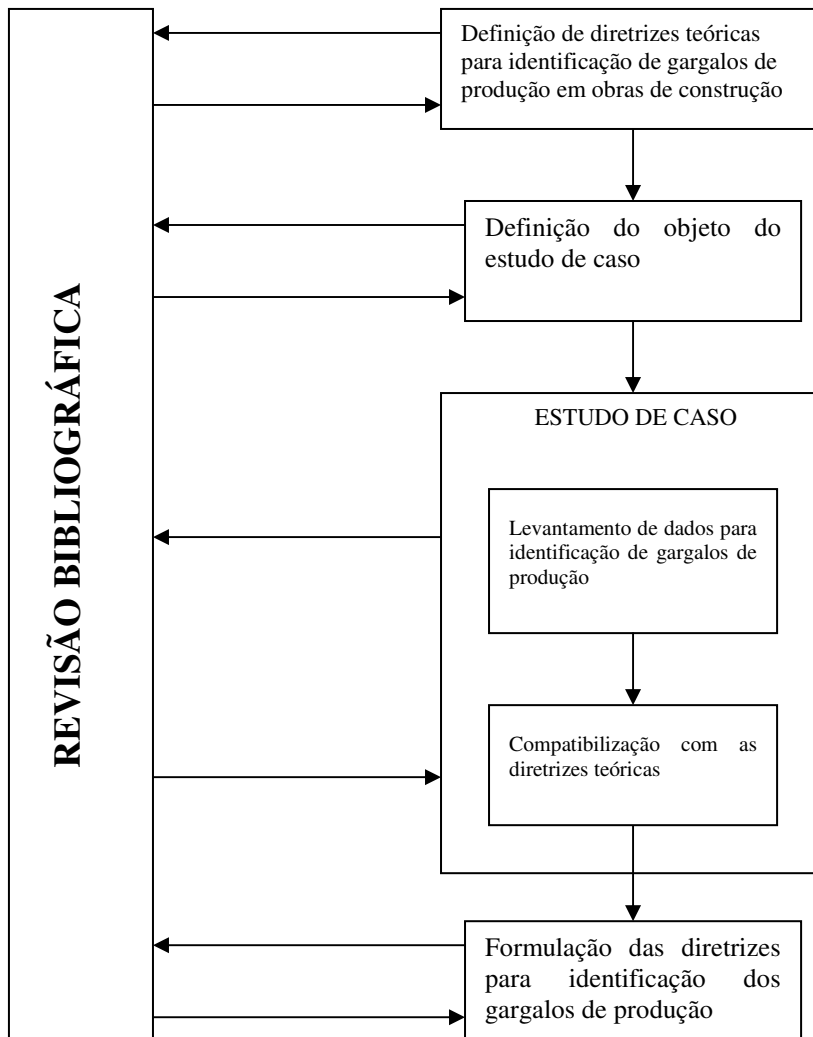 REVISÃO BIBLIOGRÁFICA
Definição de diretrizes teóricas
para identificação de gargalos de
produção em obras de construção
Definição do objeto do
estudo de caso
ESTUDO DE CASO
Levantamento de dados para
identificação de gargalos de
produção
Compatibilização com as
diretrizes teóricas
Formulação das diretrizes
para identificação dos
gargalos de produção